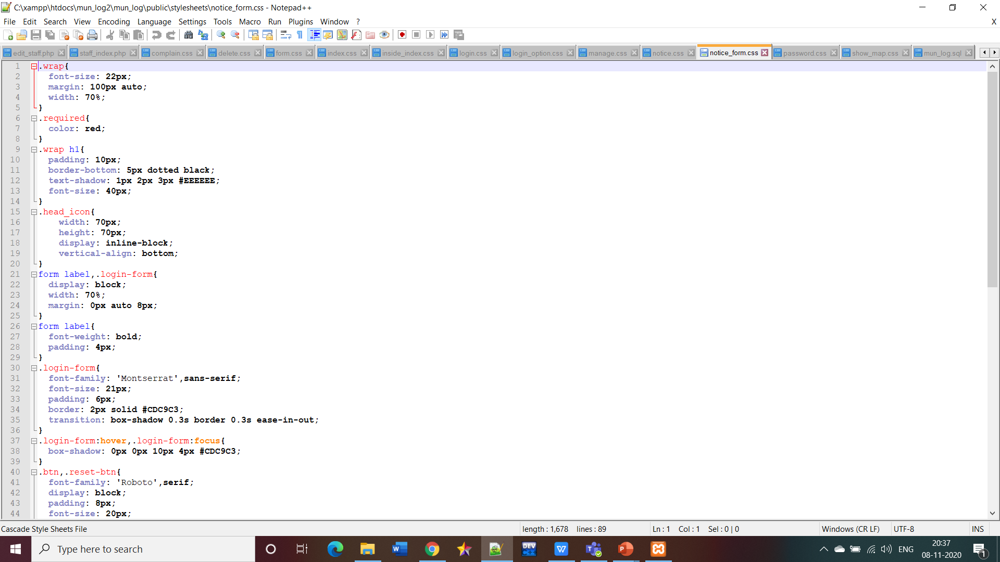 C:\xampp\htdocs\mun_log2\mun_log\public\stylesheets\notice_form.css - Notepad++
File Edit Search View Encoding Language Settings Tools Macro Run Plugins Window ? X
edit_staff.php staff_index.php complain.css delete.css form.css index.css inside_index.css login.css login_option.css manage.css notice.css notice_form.css password.css show_map.css mun_log.sql
1 .wrap{
2 font-size: 22px;
3 margin: 100px auto;
4 width: 70%;
5 }
6 .required{
7 color: red;
8 }
9 .wrap h1{
10 padding: 10px;
11 border-bottom: 5px dotted black;
12 text-shadow: 1px 2px 3px #EEEEEE;
13 font-size: 40px;
14 }
15 .head_icon{
16 width: 70px;
17 height: 70px;
18 display: inline-block;
19 vertical-align: bottom;
20 }
21 form label,.login-form{
22 display: block;
23 width: 70%;
24 margin: 0px auto 8px;
25 }
26 form label{
27 font-weight: bold;
28 padding: 4px;
29 }
30 .login-form{
31 font-family: 'Montserrat',sans-serif;
32 font-size: 21px;
33 padding: 6px;
34 border: 2px solid #CDC9C3;
35 transition: box-shadow 0.3s border 0.3s ease-in-out;
36 }
37 .login-form:hover,.login-form:focus{
38 box-shadow: 0px 0px 10px 4px #CDC9C3;
39 }
40 .btn,.reset-btn{
41 font-family: 'Roboto',serif;
42 display: block;
43 padding: 8px;
44 font-size: 20px;
Cascade Style Sheets File length : 1,678 lines : 89 Ln : 1 Col : 1 Sel : 0 | 0 Windows (CR LF) UTF-8 INS
Type here to search
DEV
ENG
20:37
08-11-2020
1